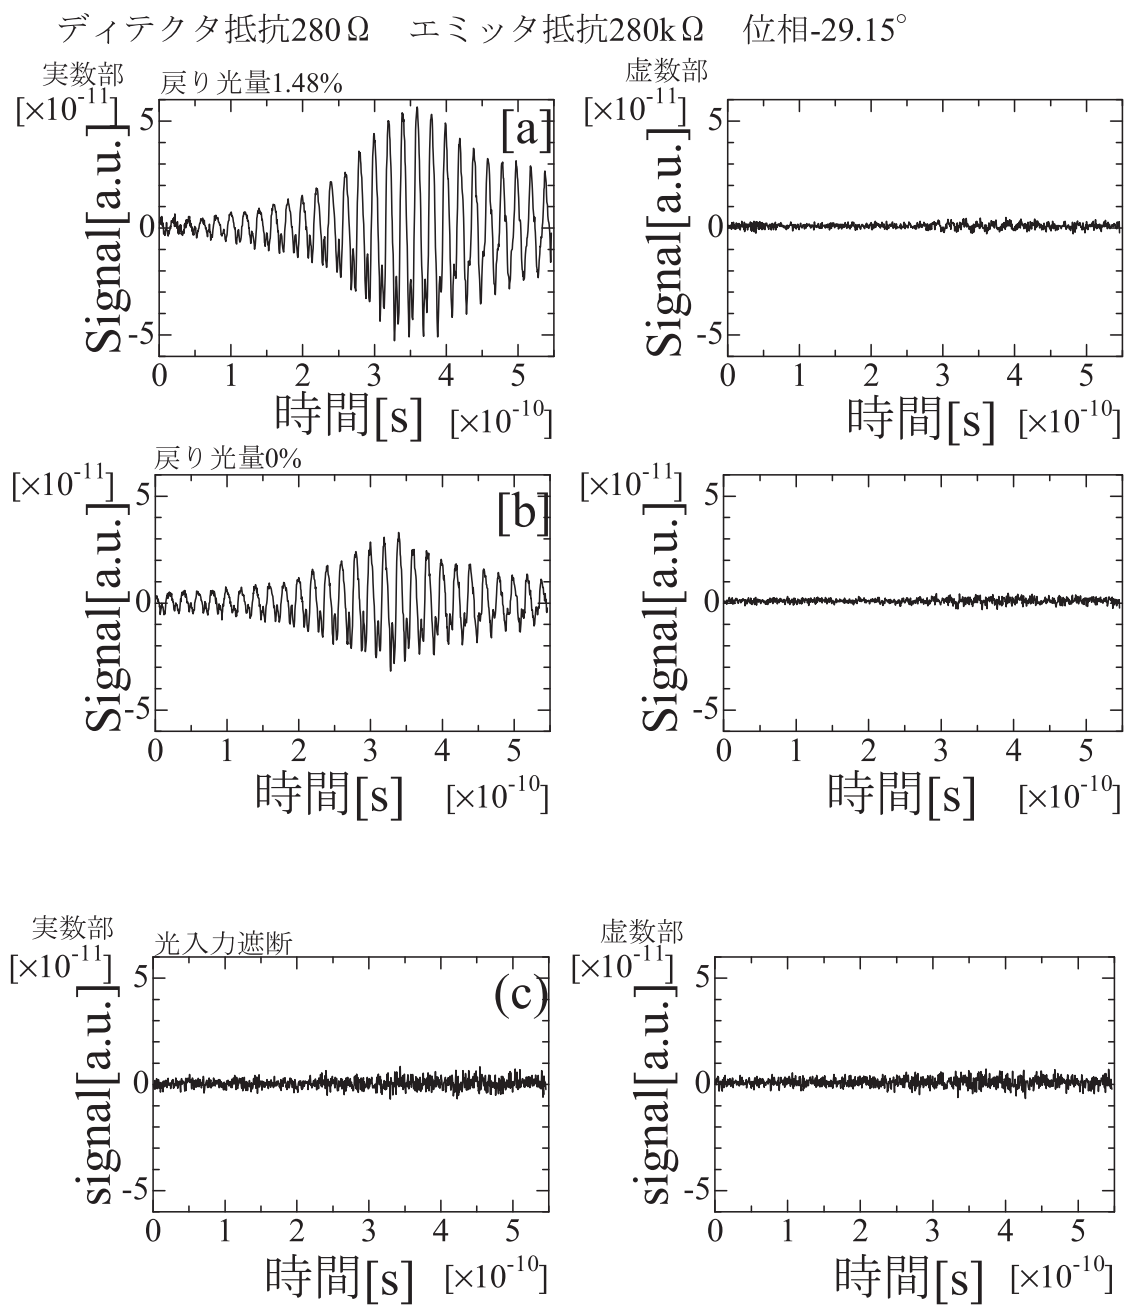 ディテクタ抵抗280Ω エミッタ抵抗280kΩ 位相-29.15°
実数部
戻り光量1.48%
[×10-11]
Signal[a.u.]
5
0
-5
[a]
0 1 2 3 4 5
時間[s] [×10-10]
虚数部
[×10-11]
Signal[a.u.]
5
0
-5
0 1 2 3 4 5
時間[s] [×10-10]
戻り光量0%
[×10-11]
Signal[a.u.]
5
0
-5
[b]
0 1 2 3 4 5
時間[s] [×10-10]
[×10-11]
Signal[a.u.]
5
0
-5
0 1 2 3 4 5
時間[s] [×10-10]
実数部
光入力遮断
[×10-11]
signal[a.u.]
5
0
-5
(c)
0 1 2 3 4 5
時間[s] [×10-10]
虚数部
[×10-11]
signal[a.u.]
5
0
-5
0 1 2 3 4 5
時間[s] [×10-10]